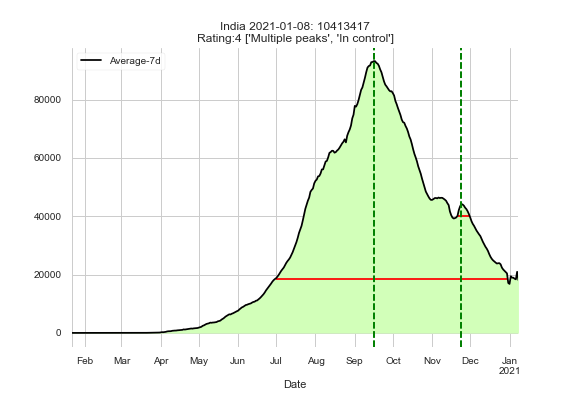 India 2021-01-08: 10413417
Rating:4 ['Multiple peaks', 'In control']
Average-7d
80000
60000
40000
20000
0
Feb Mar Apr May Jun Jul Aug Sep Oct Nov Dec Jan
2021
Date